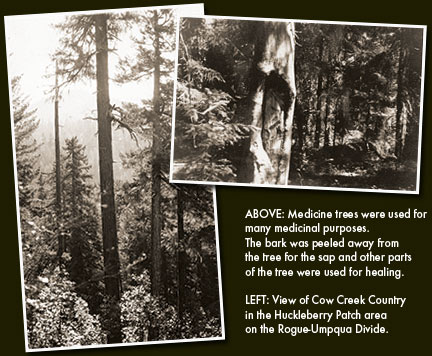 ABOVE: Medicine trees were used for
many medicinal purposes.
The bark was peeled away from
the tree for the sap and other parts
of the tree were used for healing.
LEFT: View of Cow Creek Country
in the Huckleberry Patch area
on the Rogue-Umpqua Divide.